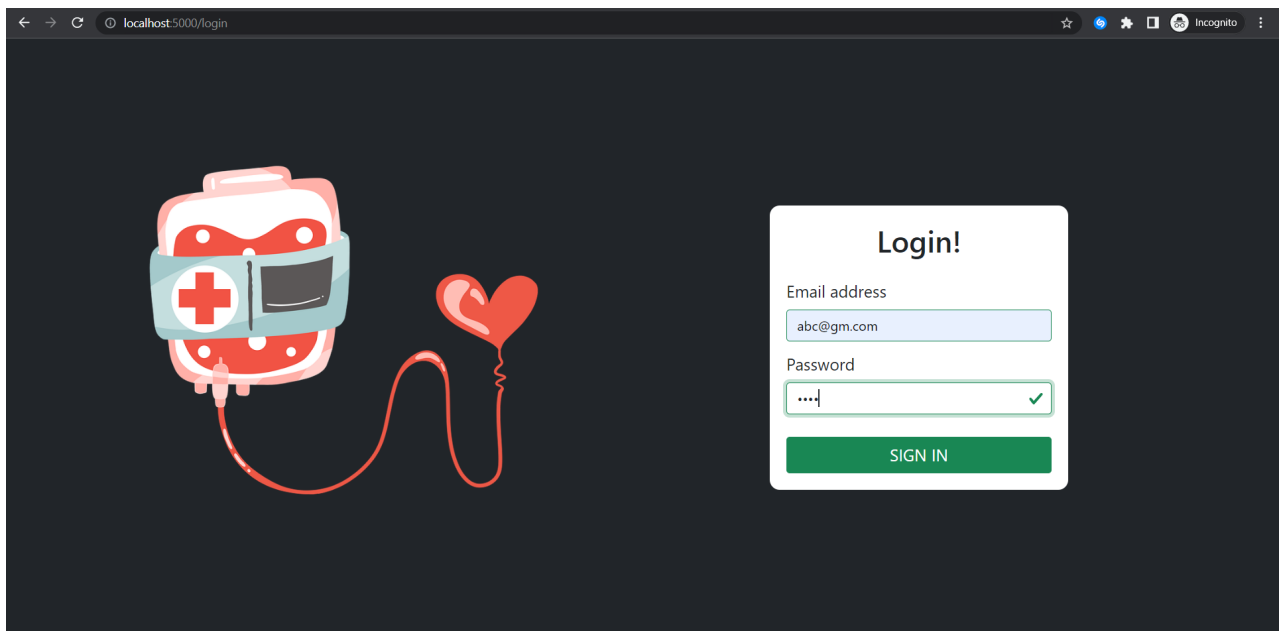 localhost:5000/login
Incognito
Login!
Email address
abc@gm.com
Password
••••
SIGN IN